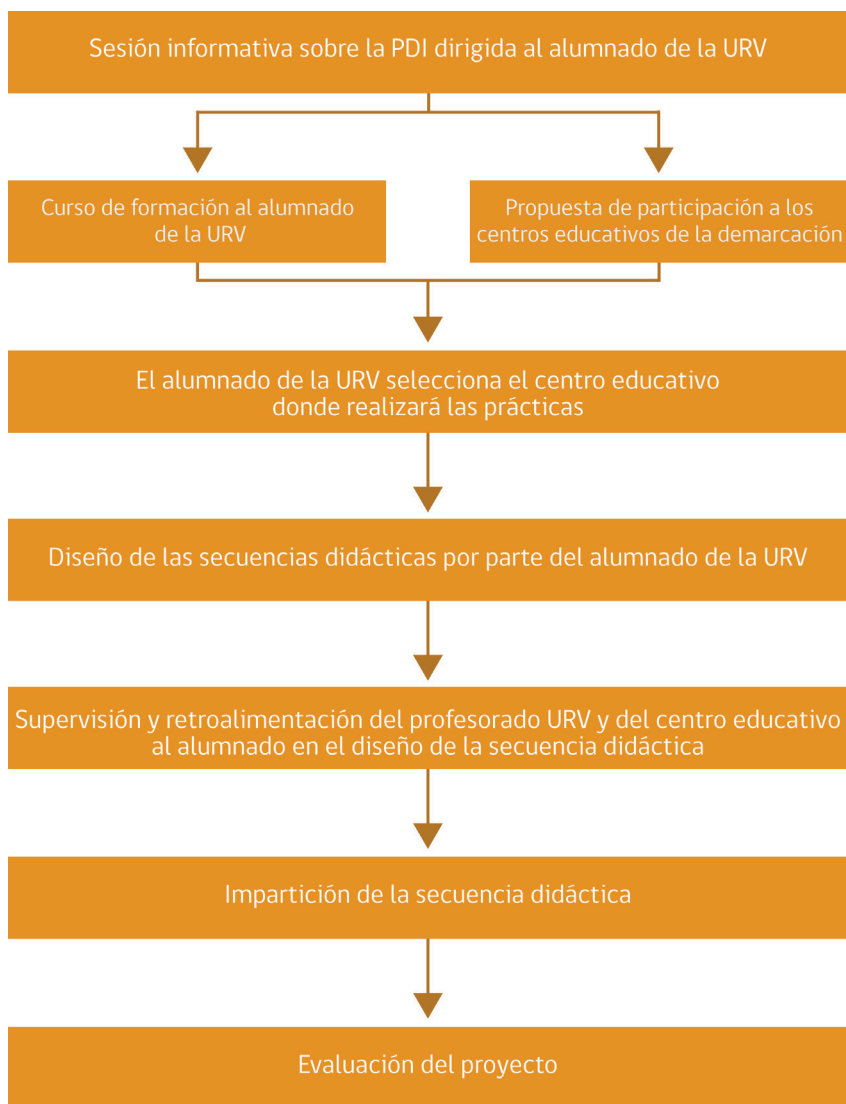 Sesión informativa sobre la PDI dirigida al alumnado de la URV
Curso de formación al alumnado
de la URV
Propuesta de participación a los
centros educativos de la demarcación
El alumnado de la URV selecciona el centro educativo
donde realizará las prácticas
Diseño de las secuencias didácticas por parte del alumnado de la URV
Supervisión y retroalimentación del profesorado URV y del centro educativo
al alumnado en el diseño de la secuencia didáctica
Impartición de la secuencia didáctica
Evaluación del proyecto